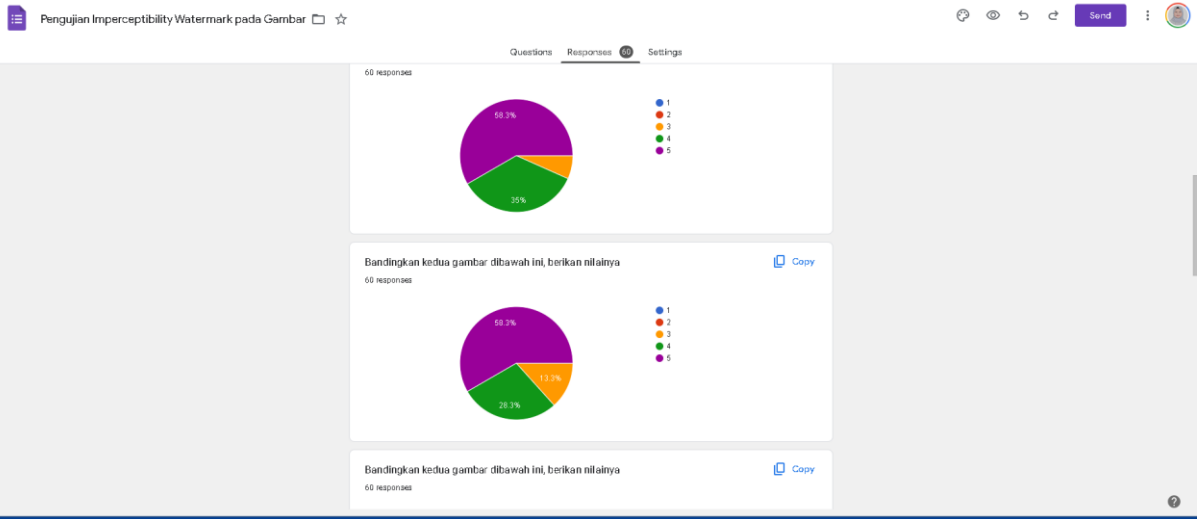 Pengujian Imperceptibility Watermark pada Gambar
Send
Questions Responses 60 Settings
60 responses
58.3%
35%
1
2
3
4
5
Bandingkan kedua gambar dibawah ini, berikan nilainya
Copy
60 responses
58.3%
13.3%
28.3%
1
2
3
4
5
Bandingkan kedua gambar dibawah ini, berikan nilainya
Copy
60 responses